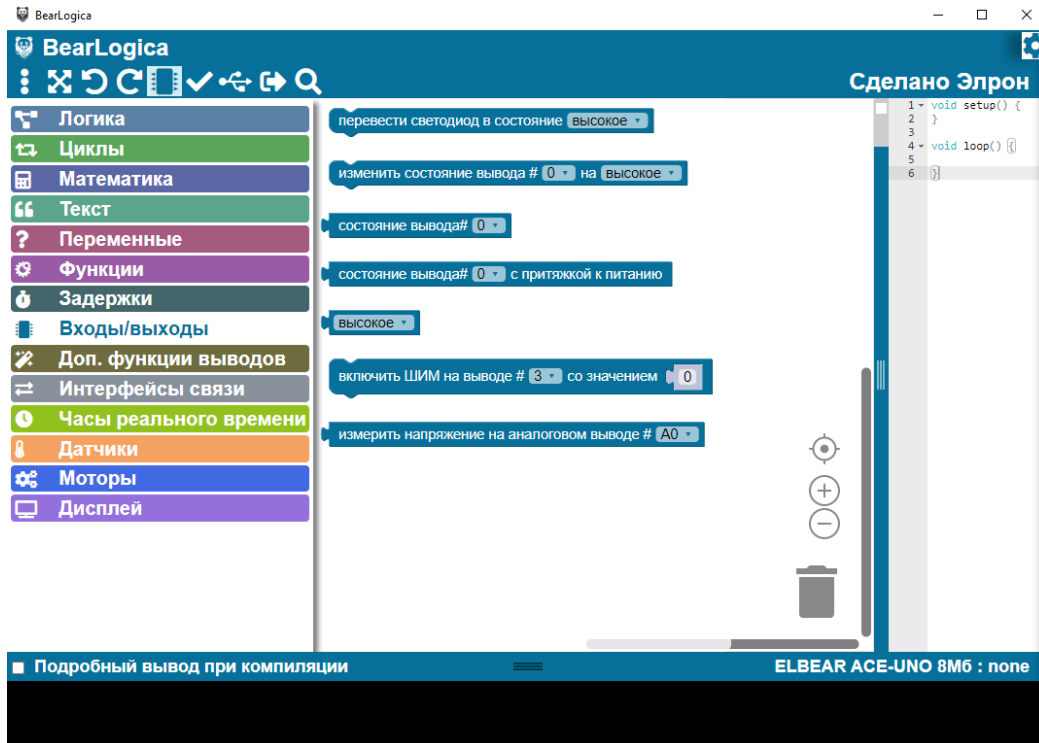 BearLogica
BearLogica
Сделано Элрон
Логика
Циклы
Математика
Текст
Переменные
Функции
Задержки
Входы/выходы
Доп. функции выводов
Интерфейсы связи
Часы реального времени
Датчики
Моторы
Дисплей
перевести светодиод в состояние высокое
изменить состояние вывода # 0 на высокое
состояние вывода# 0
состояние вывода# 0 с притяжкой к питанию
высокое
включить ШИМ на выводе # 3 со значением 0
измерить напряжение на аналоговом выводе # A0
1 void setup() {
2 }
3
4 void loop() {
5
6 }
Подробный вывод при компиляции
ELBEAR ACE-UNO 8Мб : none